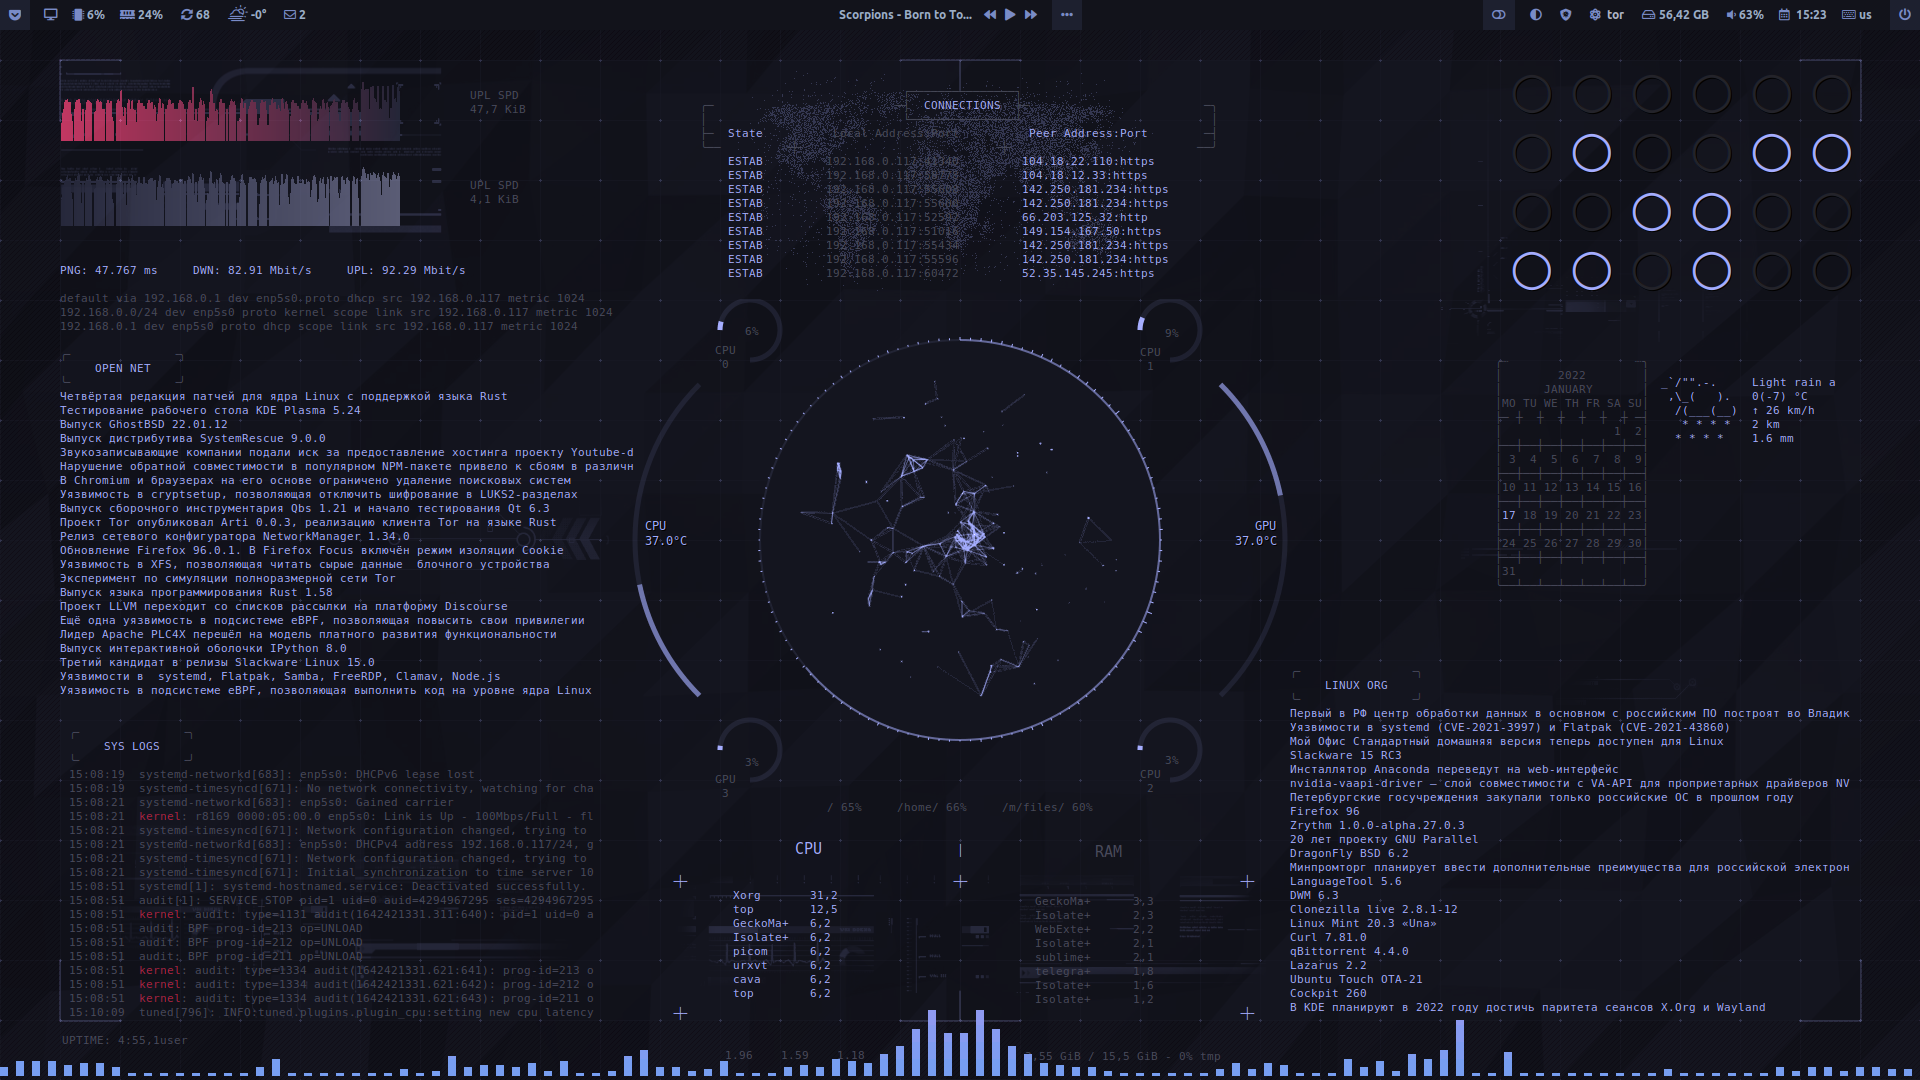 6%
24%
68
-0°
2
Scorpions - Born to To...
tor
56,42 GB
63%
15:23
us
UPL SPD
47,7 KiB
UPL SPD
4,1 KiB
PNG: 47.767 ms DWN: 82.91 Mbit/s UPL: 92.29 Mbit/s
default via 192.168.0.1 dev enp5s0 proto dhcp src 192.168.0.117 metric 1024
192.168.0.0/24 dev enp5s0 proto kernel scope link src 192.168.0.117 metric 1024
192.168.0.1 dev enp5s0 proto dhcp scope link src 192.168.0.117 metric 1024
CONNECTIONS
State Local Address:Port Peer Address:Port
ESTAB 104.18.22.110:https
ESTAB 104.18.12.33:https
ESTAB 142.250.181.234:https
ESTAB 142.250.181.234:https
ESTAB 66.203.125.32:http
ESTAB 149.154.167.50:https
ESTAB 142.250.181.234:https
ESTAB 192.168.0.117:55596 142.250.181.234:https
ESTAB 192.168.0.117:60472 52.35.145.245:https
OPEN NET
Четвёртая редакция патчей для ядра Linux с поддержкой языка Rust
Тестирование рабочего стола KDE Plasma 5.24
Выпуск GhostBSD 22.01.12
Выпуск дистрибутива SystemRescue 9.0.0
Звукозаписывающие компании подали иск за предоставление хостинга проекту Youtube-d
Нарушение обратной совместимости в популярном NPM-пакете привело к сбоям в различн
В Chromium и браузерах на его основе ограничено удаление поисковых систем
Уязвимость в cryptsetup, позволяющая отключить шифрование в LUKS2-разделах
Выпуск сборочного инструментария Qbs 1.21 и начало тестирования Qt 6.3
Проект Tor опубликовал Arti 0.0.3, реализацию клиента Tor на языке Rust
Релиз сетевого конфигуратора NetworkManager 1.34.0
Обновление Firefox 96.0.1. В Firefox Focus включён режим изоляции Cookie
Уязвимость в XFS, позволяющая читать сырые данные блочного устройства
Эксперимент по симуляции полноразмерной сети Tor
Выпуск языка программирования Rust 1.58
Проект LLVM переходит со списков рассылки на платформу Discourse
Ещё одна уязвимость в подсистеме eBPF, позволяющая повысить свои привилегии
Лидер Apache PLC4X перешёл на модель платного развития функциональности
Выпуск интерактивной оболочки IPython 8.0
Третий кандидат в релизы Slackware Linux 15.0
Уязвимости в systemd, Flatpak, Samba, FreeRDP, Clamav, Node.js
Уязвимость в подсистеме eBPF, позволяющая выполнить код на уровне ядра Linux
6%
CPU
0
9%
CPU
1
CPU
37.0°C
GPU
37.0°C
3%
GPU
3
3%
CPU
2
/ 65% /home/ 66% /m/files/ 60%
2022
JANUARY
MO TU WE TH FR SA SU
1 2
3 4 5 6 7 8 9
10 11 12 13 14 15 16
17 18 19 20 21 22 23
24 25 26 27 28 29 30
31
_`/"".-. Light rain a
,\_( ). 0(-7) °C
/(___(__) ↑ 26 km/h
* * * * 2 km
* * * * 1.6 mm
SYS LOGS
15:08:19 systemd-networkd[683]: enp5s0: DHCPv6 lease lost
15:08:19 systemd-timesyncd[671]: No network connectivity, watching for cha
15:08:21 systemd-networkd[683]: enp5s0: Gained carrier
15:08:21 kernel: r8169 0000:05:00.0 enp5s0: Link is Up - 100Mbps/Full - fl
15:08:21 systemd-timesyncd[671]: Network configuration changed, trying to
15:08:21 systemd-networkd[683]: enp5s0: DHCPv4 address 192.168.0.117/24, g
15:08:21 systemd-timesyncd[671]: Network configuration changed, trying to
15:08:21 systemd-timesyncd[671]: Initial synchronization to time server 10
15:08:51 systemd[1]: systemd-hostnamed.service: Deactivated successfully.
15:08:51 audit[1]: SERVICE_STOP pid=1 uid=0 auid=4294967295 ses=4294967295
15:08:51 kernel: audit: type=1131 audit(1642421331.311:640): pid=1 uid=0 a
15:08:51 audit: BPF prog-id=213 op=UNLOAD
15:08:51 audit: BPF prog-id=212 op=UNLOAD
15:08:51 audit: BPF prog-id=211 op=UNLOAD
15:08:51 kernel: audit: type=1334 audit(1642421331.621:641): prog-id=213 o
15:08:51 kernel: audit: type=1334 audit(1642421331.621:642): prog-id=212 o
15:08:51 kernel: audit: type=1334 audit(1642421331.621:643): prog-id=211 o
15:10:09 tuned[796]: INFO:tuned.plugins.plugin_cpu:setting new cpu latency
UPTIME: 4:55,1user
CPU
Xorg 31,2
top 12,5
GeckoMa+ 6,2
Isolate+ 6,2
picom 6,2
urxvt 6,2
cava 6,2
top 6,2
RAM
GeckoMa+ 3,3
Isolate+ 2,3
WebExte+ 2,2
Isolate+ 2,1
sublime+ 2,1
telegra+ 1,8
Isolate+ 1,6
Isolate+ 1,2
1.96 1.59 1.18
,55 GiB / 15,5 GiB - 0% tmp
LINUX ORG
Первый в РФ центр обработки данных в основном с российским ПО построят во Владик
Уязвимости в systemd (CVE-2021-3997) и Flatpak (CVE-2021-43860)
Мой Офис Стандартный домашняя версия теперь доступен для Linux
Slackware 15 RC3
Инсталлятор Anaconda переведут на web-интерфейс
nvidia-vaapi-driver — слой совместимости с VA-API для проприетарных драйверов NV
Петербургские госучреждения закупали только российские ОС в прошлом году
Firefox 96
Zrythm 1.0.0-alpha.27.0.3
20 лет проекту GNU Parallel
DragonFly BSD 6.2
Минпромторг планирует ввести дополнительные преимущества для российской электрон
LanguageTool 5.6
DWM 6.3
Clonezilla live 2.8.1-12
Linux Mint 20.3 «Una»
Curl 7.81.0
qBittorrent 4.4.0
Lazarus 2.2
Ubuntu Touch OTA-21
Cockpit 260
В KDE планируют в 2022 году достичь паритета сеансов X.Org и Wayland